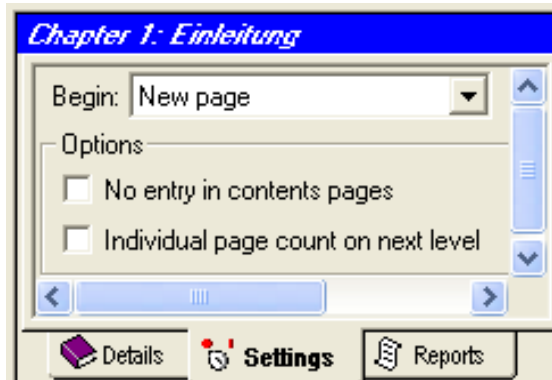 Chapter 1: Einleitung
Begin: New page
Options
No entry in contents pages
Individual page count on next level
Details Settings Reports